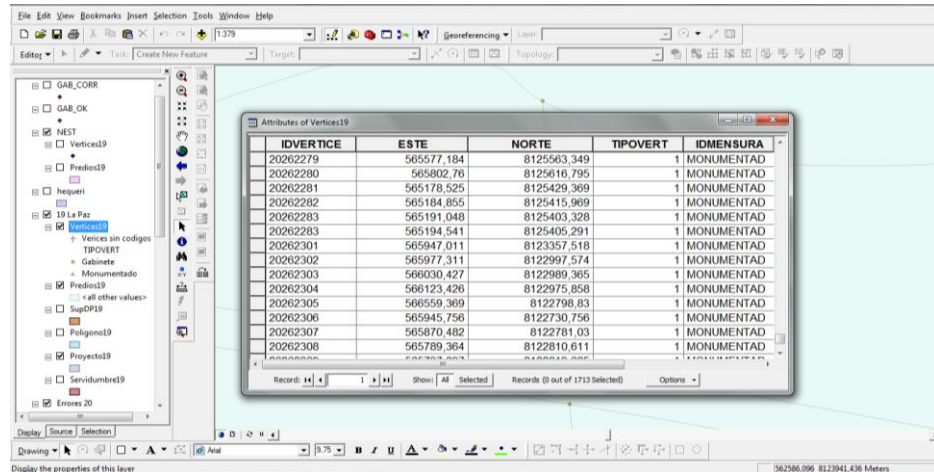 File Edit View Bookmarks Insert Selection Tools Window Help
1:379 Georeferencing Layer:
Editor Task: Create New Feature Target: Topology:
GAB_CORR
GAB_OK
NEST
Vertices19
Predios19
hequeri
19 La Paz
Vertices19
Verices sin codigos
TIPOVERT
Gabinete
Monumentado
Predios19
<all other values>
SupDP19
Poligono19
Proyecto19
Servidumbre19
Errores 20
Display Source Selection
Attributes of Vertices19
IDVERTICE ESTE NORTE TIPOVERT IDMENSURA
20262279 565577,184 8125563,349 1 MONUMENTAD
20262280 565802,76 8125616,795 1 MONUMENTAD
20262281 565178,525 8125429,369 1 MONUMENTAD
20262282 565184,855 8125415,969 1 MONUMENTAD
20262283 565191,048 8125403,328 1 MONUMENTAD
20262283 565194,541 8125405,291 1 MONUMENTAD
20262301 565947,011 8123357,518 1 MONUMENTAD
20262302 565977,311 8122997,574 1 MONUMENTAD
20262303 566030,427 8122989,365 1 MONUMENTAD
20262304 566123,426 8122975,858 1 MONUMENTAD
20262305 566559,369 8122798,83 1 MONUMENTAD
20262306 565945,756 8122730,756 1 MONUMENTAD
20262307 565870,482 8122781,03 1 MONUMENTAD
20262308 565789,364 8122810,611 1 MONUMENTAD
Record: 1 Show: All Selected Records (0 out of 1713 Selected) Options
Drawing A Arial 9.75 B I U A
Display the properties of this layer 562586,096 8123941,436 Meters